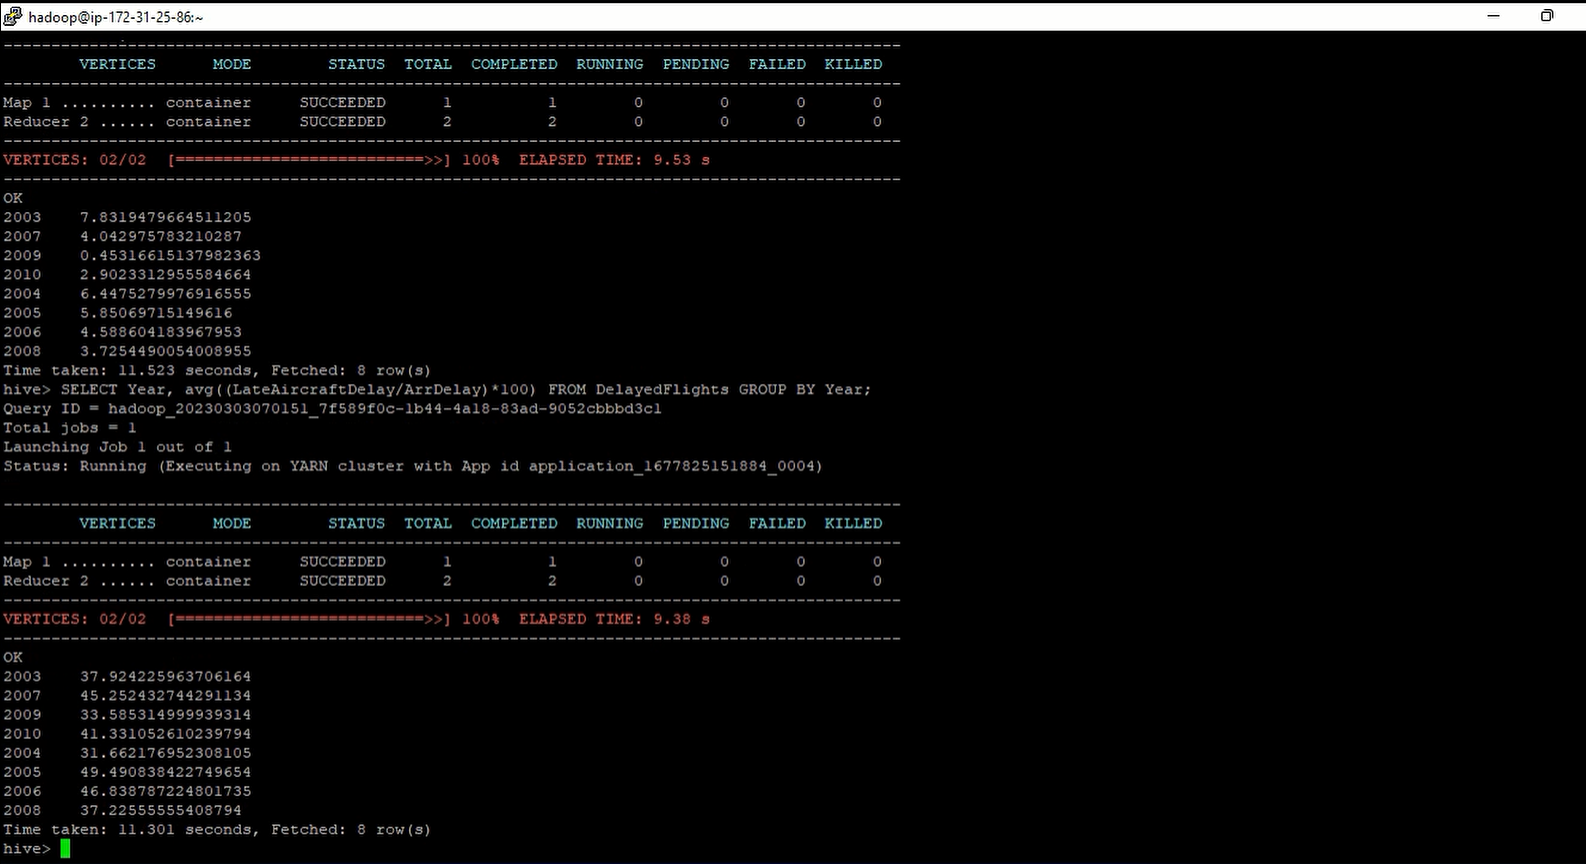 hadoop@ip-172-31-25-86:~
--------------------------------------------------------------------------------------------
VERTICES MODE STATUS TOTAL COMPLETED RUNNING PENDING FAILED KILLED
--------------------------------------------------------------------------------------------
Map 1 .......... container SUCCEEDED 1 1 0 0 0 0
Reducer 2 ...... container SUCCEEDED 2 2 0 0 0 0
--------------------------------------------------------------------------------------------
VERTICES: 02/02 [==========================>>] 100% ELAPSED TIME: 9.53 s
--------------------------------------------------------------------------------------------
OK
2003 7.8319479664511205
2007 4.042975783210287
2009 0.45316615137982363
2010 2.9023312955584664
2004 6.4475279976916555
2005 5.85069715149616
2006 4.588604183967953
2008 3.7254490054008955
Time taken: 11.523 seconds, Fetched: 8 row(s)
hive> SELECT Year, avg((LateAircraftDelay/ArrDelay)*100) FROM DelayedFlights GROUP BY Year;
Query ID = hadoop_20230303070151_7f589f0c-1b44-4a18-83ad-9052cbbbd3c1
Total jobs = 1
Launching Job 1 out of 1
Status: Running (Executing on YARN cluster with App id application_1677825151884_0004)
--------------------------------------------------------------------------------------------
VERTICES MODE STATUS TOTAL COMPLETED RUNNING PENDING FAILED KILLED
--------------------------------------------------------------------------------------------
Map 1 .......... container SUCCEEDED 1 1 0 0 0 0
Reducer 2 ...... container SUCCEEDED 2 2 0 0 0 0
--------------------------------------------------------------------------------------------
VERTICES: 02/02 [==========================>>] 100% ELAPSED TIME: 9.38 s
--------------------------------------------------------------------------------------------
OK
2003 37.924225963706164
2007 45.252432744291134
2009 33.585314999939314
2010 41.331052610239794
2004 31.662176952308105
2005 49.490838422749654
2006 46.838787224801735
2008 37.22555555408794
Time taken: 11.301 seconds, Fetched: 8 row(s)
hive>